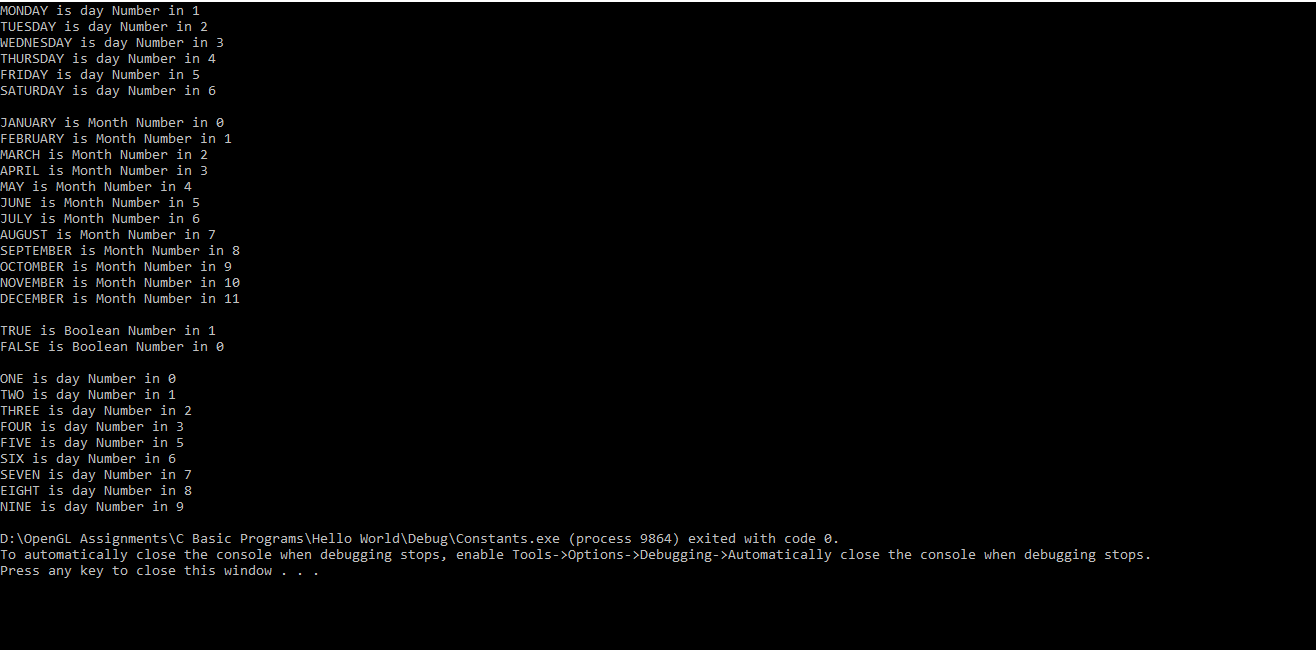 MONDAY is day Number in 1
TUESDAY is day Number in 2
WEDNESDAY is day Number in 3
THURSDAY is day Number in 4
FRIDAY is day Number in 5
SATURDAY is day Number in 6
JANUARY is Month Number in 0
FEBRUARY is Month Number in 1
MARCH is Month Number in 2
APRIL is Month Number in 3
MAY is Month Number in 4
JUNE is Month Number in 5
JULY is Month Number in 6
AUGUST is Month Number in 7
SEPTEMBER is Month Number in 8
OCTOMBER is Month Number in 9
NOVEMBER is Month Number in 10
DECEMBER is Month Number in 11
TRUE is Boolean Number in 1
FALSE is Boolean Number in 0
ONE is day Number in 0
TWO is day Number in 1
THREE is day Number in 2
FOUR is day Number in 3
FIVE is day Number in 5
SIX is day Number in 6
SEVEN is day Number in 7
EIGHT is day Number in 8
NINE is day Number in 9
D:\OpenGL Assignments\C Basic Programs\Hello World\Debug\Constants.exe (process 9864) exited with code 0.
To automatically close the console when debugging stops, enable Tools->Options->Debugging->Automatically close the console when debugging stops.
Press any key to close this window . . .